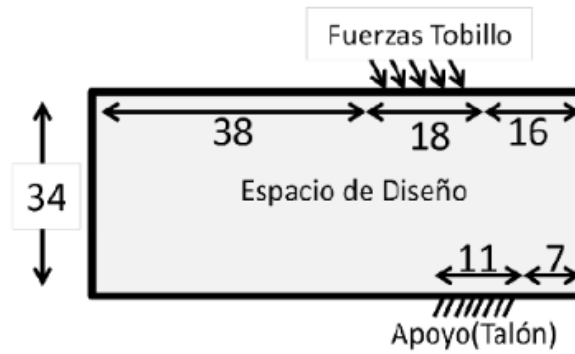 Fuerzas Tobillo
38 18 16
34
Espacio de Diseño
11 7
Apoyo(Talón)